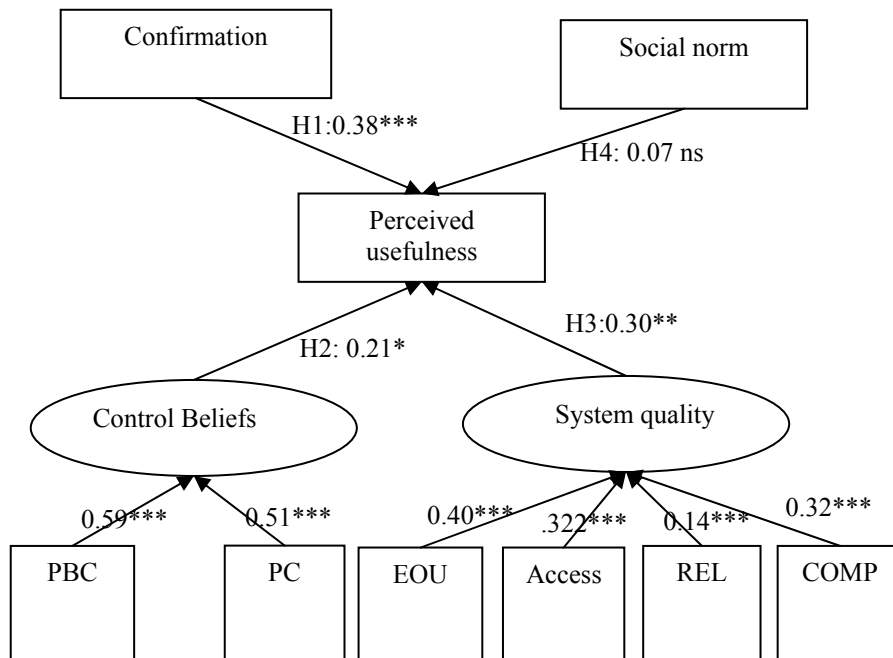 Confirmation
Social norm
H1:0.38***
H4: 0.07 ns
Perceived
usefulness
H3:0.30**
H2: 0.21*
Control Beliefs
System quality
0.59***
0.51***
0.40***
.322***
0.14***
0.32***
PBC
PC
EOU
Access
REL
COMP